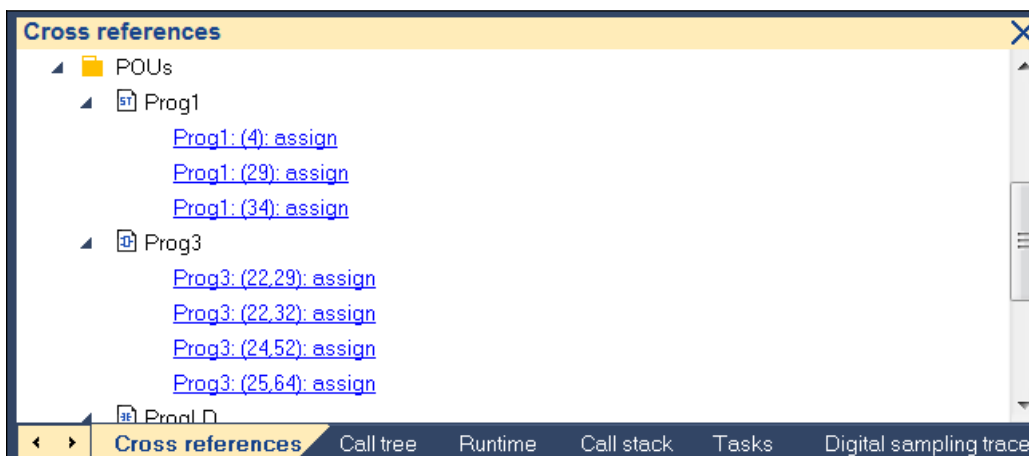 Cross references
POUs
ST Prog1
Prog1: (4): assign
Prog1: (29): assign
Prog1: (34): assign
Prog3
Prog3: (22,29): assign
Prog3: (22,32): assign
Prog3: (24,52): assign
Prog3: (25,64): assign
ProgLD
Cross references Call tree Runtime Call stack Tasks Digital sampling trace